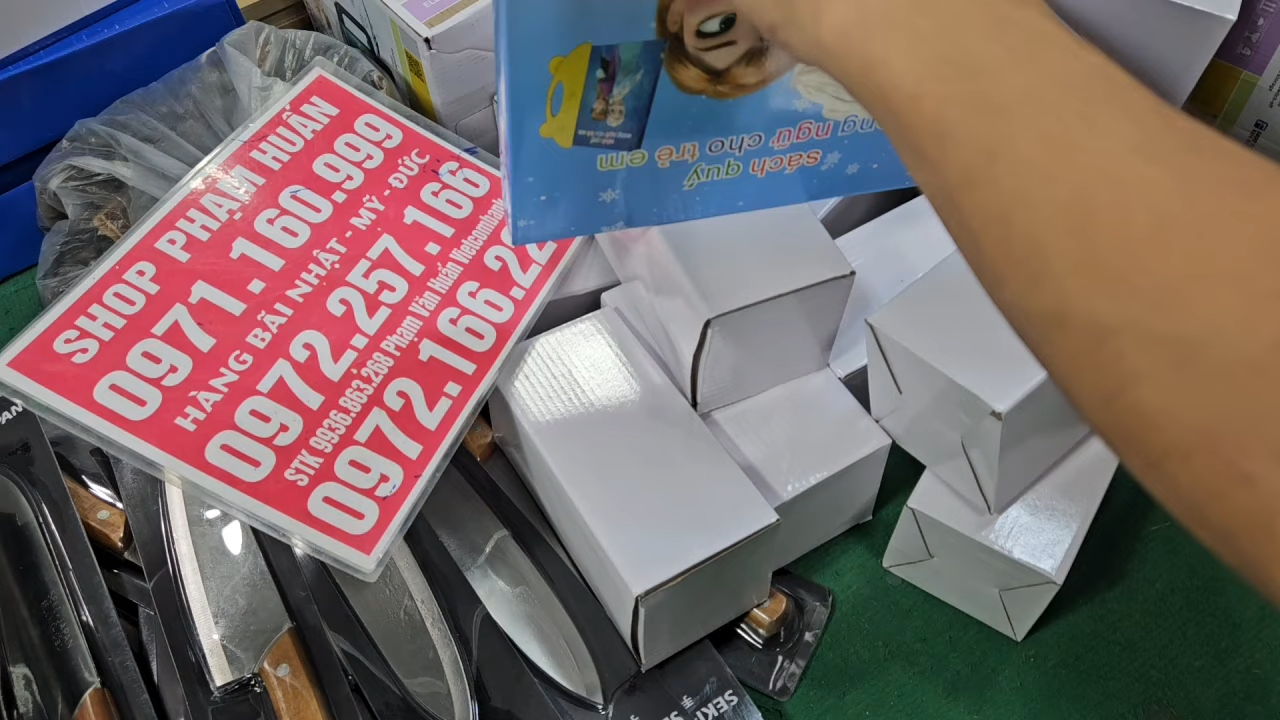 SHOP PHẠM HUẤN
0971.160.999
HÀNG BÃI NHẬT - MỸ - ĐỨC
0972.257.166
STK 9936.863.268 Phạm Văn Huấn Vietcombank
0972.166.22
sách quý
ng ngữ cho trẻ em
SEKI